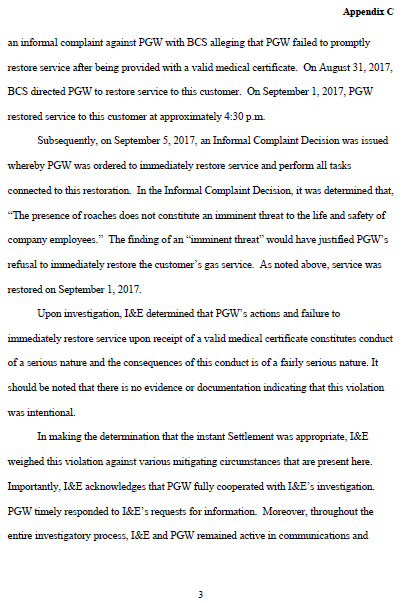 Appendix C
an informal complaint against PGW with BCS alleging that PGW failed to promptly
restore service after being provided with a valid medical certificate.  On August 31, 2017,
BCS directed PGW to restore service to this customer.  On September 1, 2017, PGW
restored service to this customer at approximately 4:30 p.m.
Subsequently, on September 5, 2017, an Informal Complaint Decision was issued
whereby PGW was ordered to immediately restore service and perform all tasks
connected to this restoration.  In the Informal Complaint Decision, it was determined that,
“The presence of roaches does not constitute an imminent threat to the life and safety of
company employees.”  The finding of an “imminent threat” would have justified PGW’s
refusal to immediately restore the customer’s gas service.  As noted above, service was
restored on September 1, 2017.
Upon investigation, I&E determined that PGW’s actions and failure to
immediately restore service upon receipt of a valid medical certificate constitutes conduct
of a serious nature and the consequences of this conduct is of a fairly serious nature. It
should be noted that there is no evidence or documentation indicating that this violation
was intentional.
In making the determination that the instant Settlement was appropriate, I&E
weighed this violation against various mitigating circumstances that are present here.
Importantly, I&E acknowledges that PGW fully cooperated with I&E’s investigation.
PGW timely responded to I&E’s requests for information.  Moreover, throughout the
entire investigatory process, I&E and PGW remained active in communications and
3